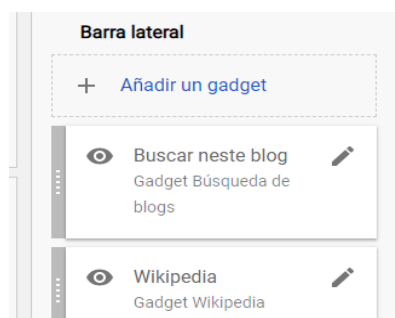 Barra lateral
Añadir un gadget
Buscar neste blog
Gadget Búsqueda de
blogs
Wikipedia
Gadget Wikipedia